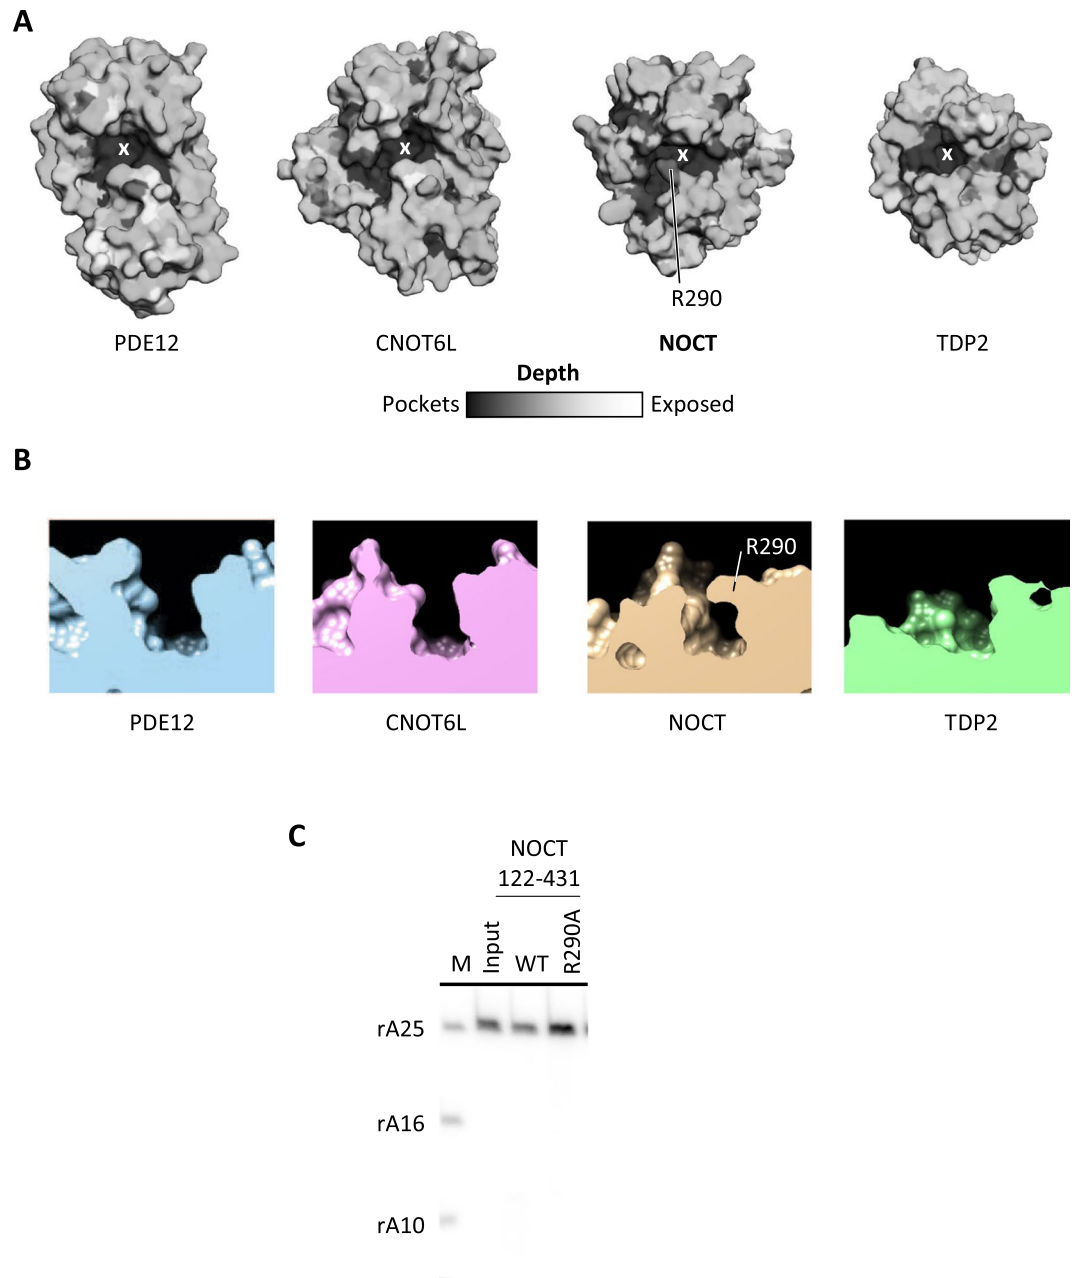 A
X
X
X
X
R290
PDE12
CNOT6L
NOCT
TDP2
Depth
Pockets
Exposed
B
R290
PDE12
CNOT6L
NOCT
TDP2
C
NOCT
122-431
M
Input
WT
R290A
rA25
rA16
rA10